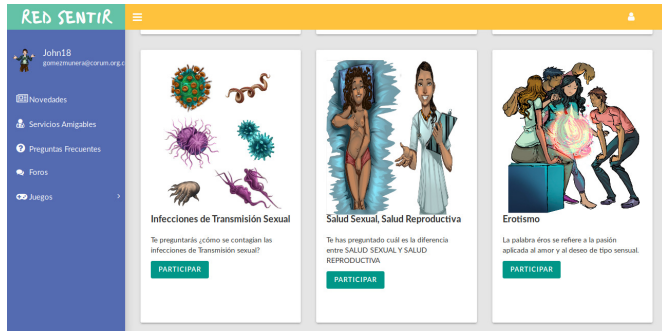 RED SENTIR
John18
gomezmunera@corum.org.c
Novedades
Servicios Amigables
Preguntas Frecuentes
Foros
Juegos
Infecciones de Transmisión Sexual
Te preguntarás ¿cómo se contagian las
infecciones de Transmisión sexual?
PARTICIPAR
Salud Sexual, Salud Reproductiva
Te has preguntado cuál es la diferencia
entre SALUD SEXUAL Y SALUD
REPRODUCTIVA
PARTICIPAR
Erotismo
La palabra éros se refiere a la pasión
aplicada al amor y al deseo de tipo sensual.
PARTICIPAR